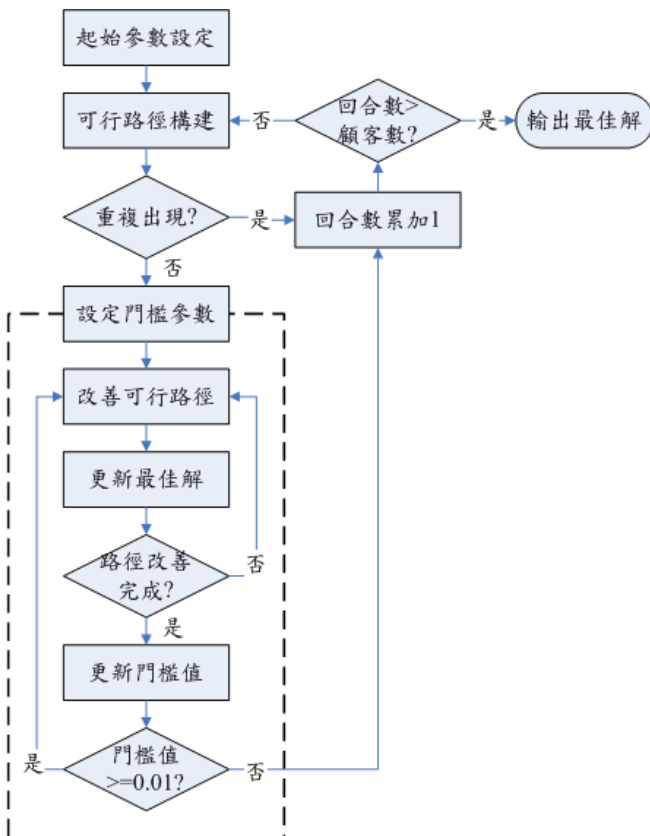 起始參數設定
可行路徑構建
否
回合數>
顧客數?
是
輸出最佳解
重複出現?
是
回合數累加1
否
設定門檻參數
改善可行路徑
更新最佳解
路徑改善
完成?
否
是
更新門檻值
門檻值
>=0.01?
是
否